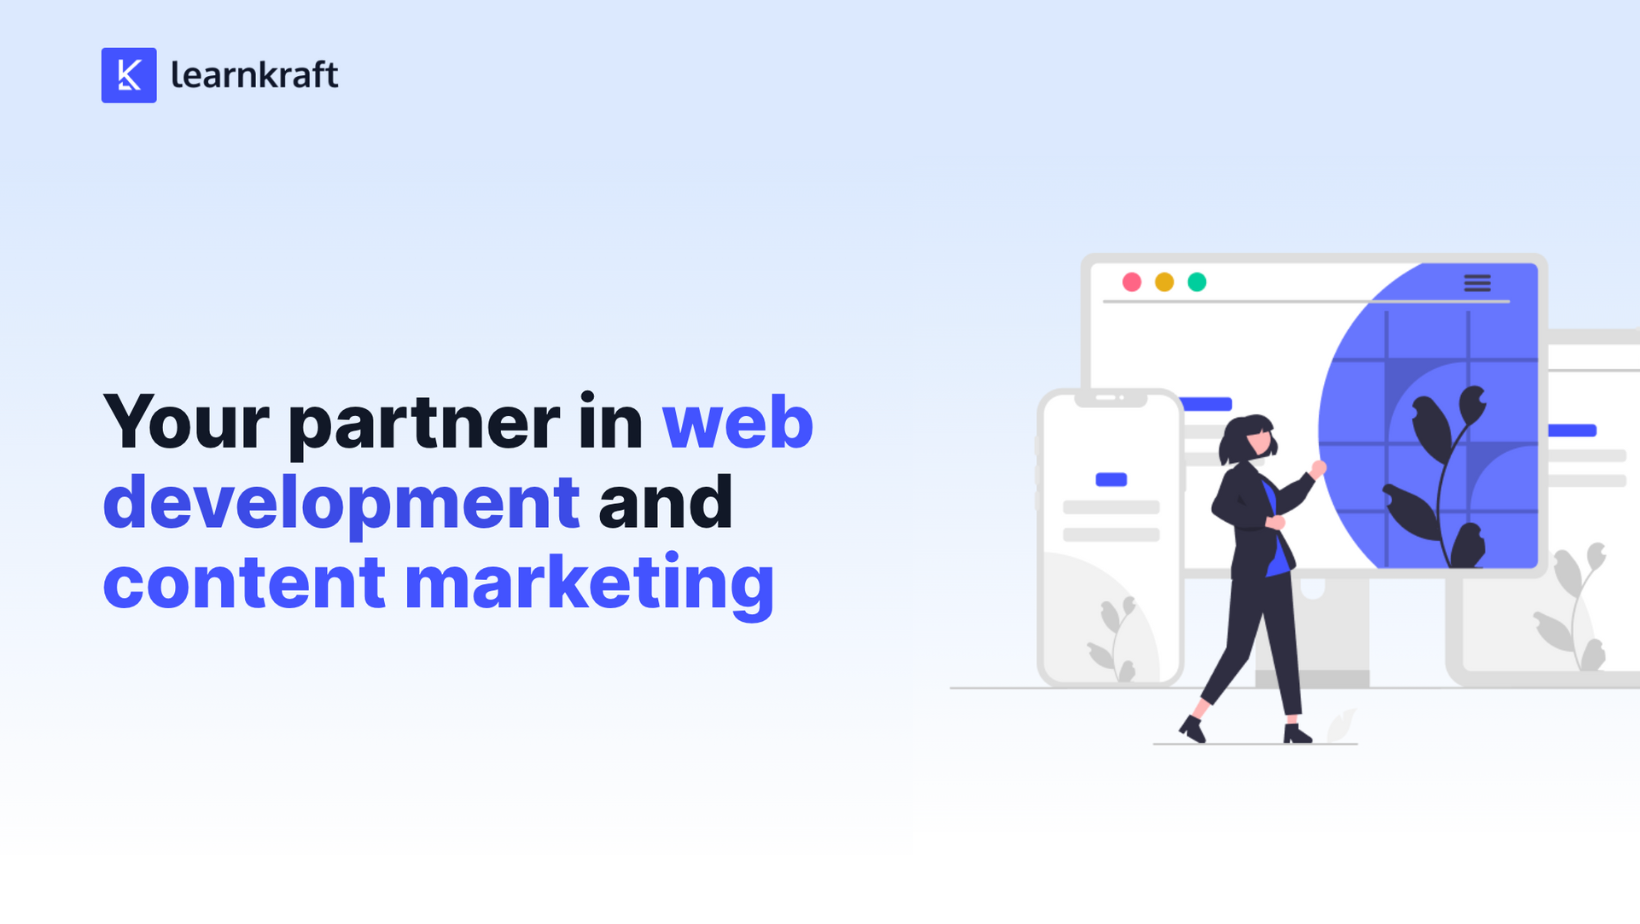 learnkraft
Your partner in web
development and
content marketing